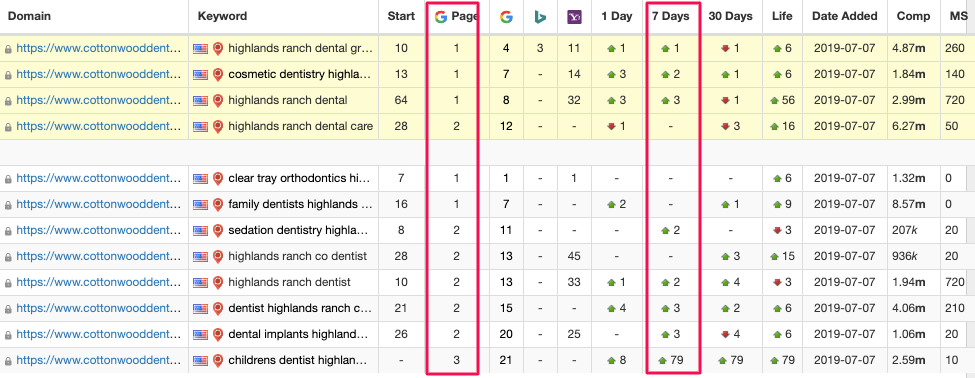 Domain Keyword Start Page 1 Day 7 Days 30 Days Life Date Added Comp MS
https://www.cottonwooddent... highlands ranch dental gr... 10 1 4 3 11 1 1 1 6 2019-07-07 4.87m 260
https://www.cottonwooddent... cosmetic dentistry highla... 13 1 7 - 14 3 2 1 6 2019-07-07 1.84m 140
https://www.cottonwooddent... highlands ranch dental 64 1 8 - 32 3 3 1 56 2019-07-07 2.99m 720
https://www.cottonwooddent... highlands ranch dental care 28 2 12 - - 1 - 3 16 2019-07-07 6.27m 50
https://www.cottonwooddent... clear tray orthodontics hi... 7 1 1 - 1 - - - 6 2019-07-07 1.32m 0
https://www.cottonwooddent... family dentists highlands ... 16 1 7 - - 2 - 1 9 2019-07-07 8.57m 0
https://www.cottonwooddent... sedation dentistry highla... 8 2 11 - - - 2 - 3 2019-07-07 207k 20
https://www.cottonwooddent... highlands ranch co dentist 28 2 13 - 45 - - 3 15 2019-07-07 936k 20
https://www.cottonwooddent... highlands ranch dentist 10 2 13 - 33 1 2 4 3 2019-07-07 1.94m 720
https://www.cottonwooddent... dentist highlands ranch c... 21 2 15 - - 4 3 2 6 2019-07-07 4.06m 210
https://www.cottonwooddent... dental implants highland... 26 2 20 - 25 - 3 4 6 2019-07-07 1.06m 20
https://www.cottonwooddent... childrens dentist highlan... - 3 21 - - 8 79 79 79 2019-07-07 2.59m 10